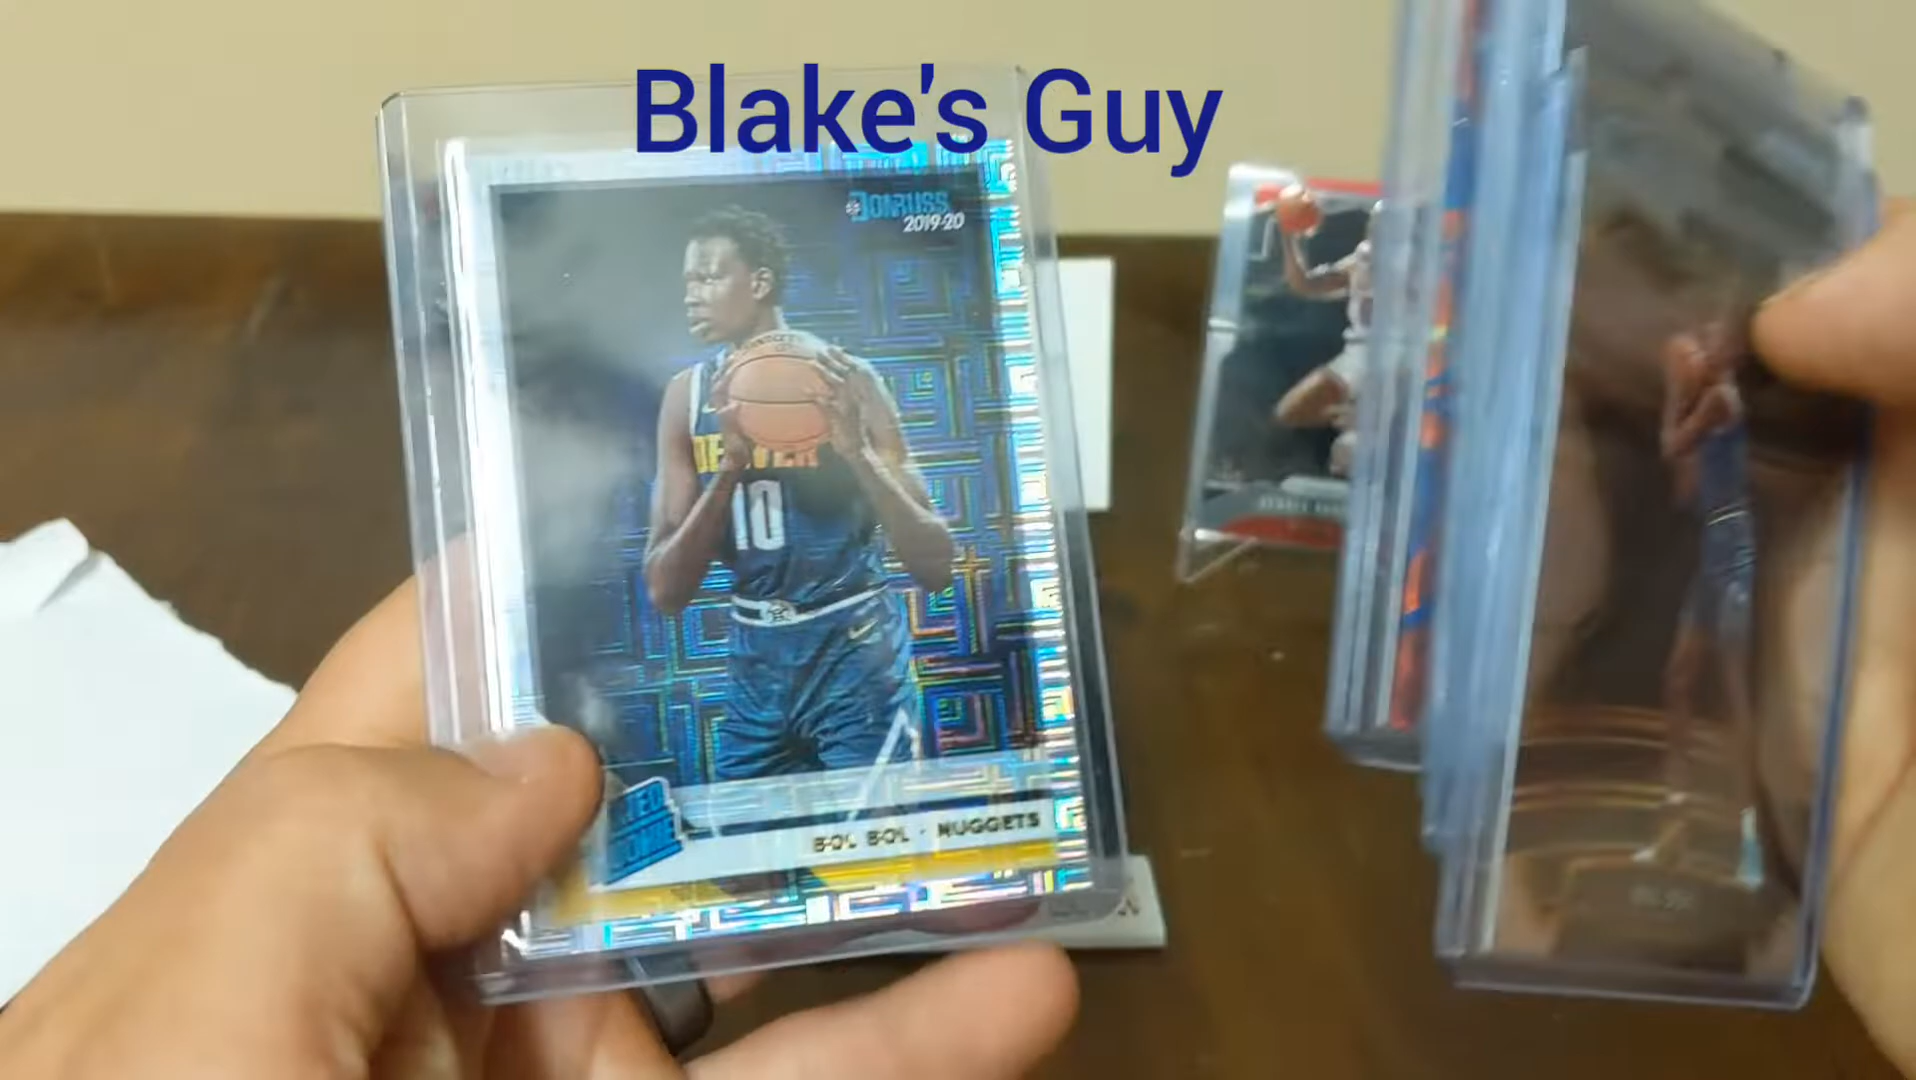 Blake's Guy
DONRUSS
2019-20
DENVER
10
BOL BOL · NUGGETS